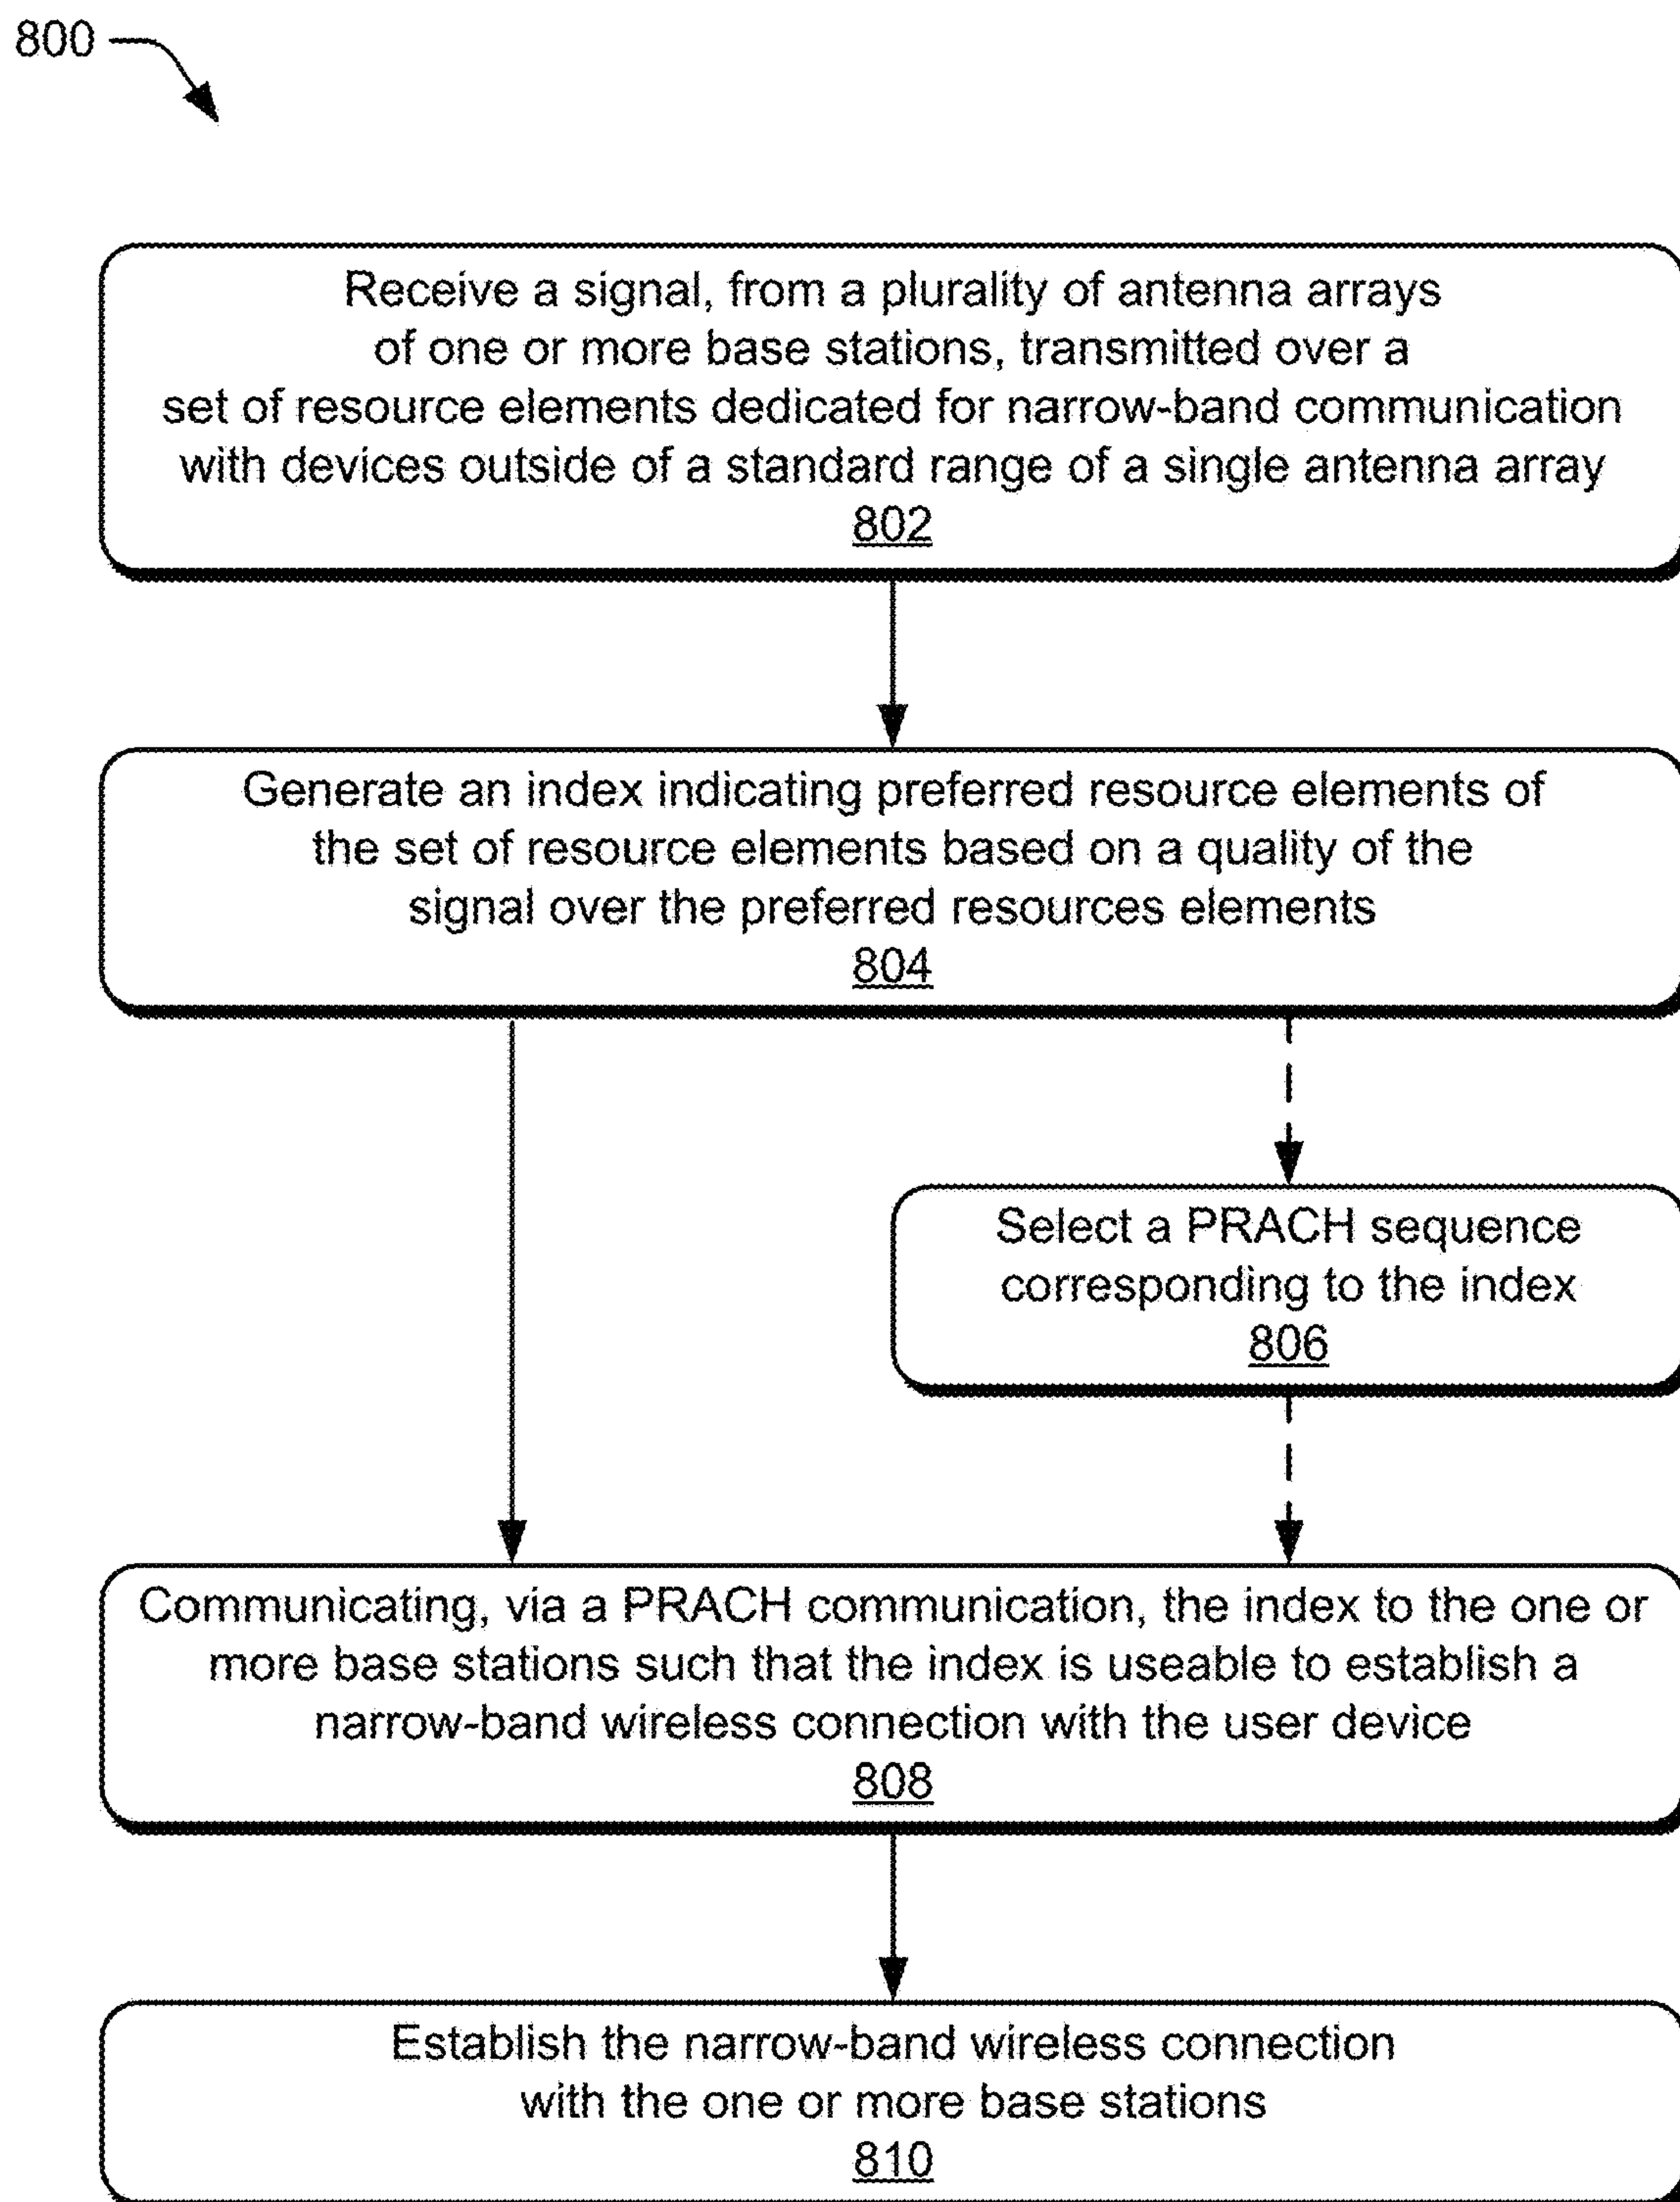 800
Receive a signal, from a plurality of antenna arrays
of one or more base stations, transmitted over a
set of resource elements dedicated for narrow-band communication
with devices outside of a standard range of a single antenna array
802
Generate an index indicating preferred resource elements of
the set of resource elements based on a quality of the
signal over the preferred resources elements
804
Select a PRACH sequence
corresponding to the index
806
Communicating, via a PRACH communication, the index to the one or
more base stations such that the index is useable to establish a
narrow-band wireless connection with the user device
808
Establish the narrow-band wireless connection
with the one or more base stations
810